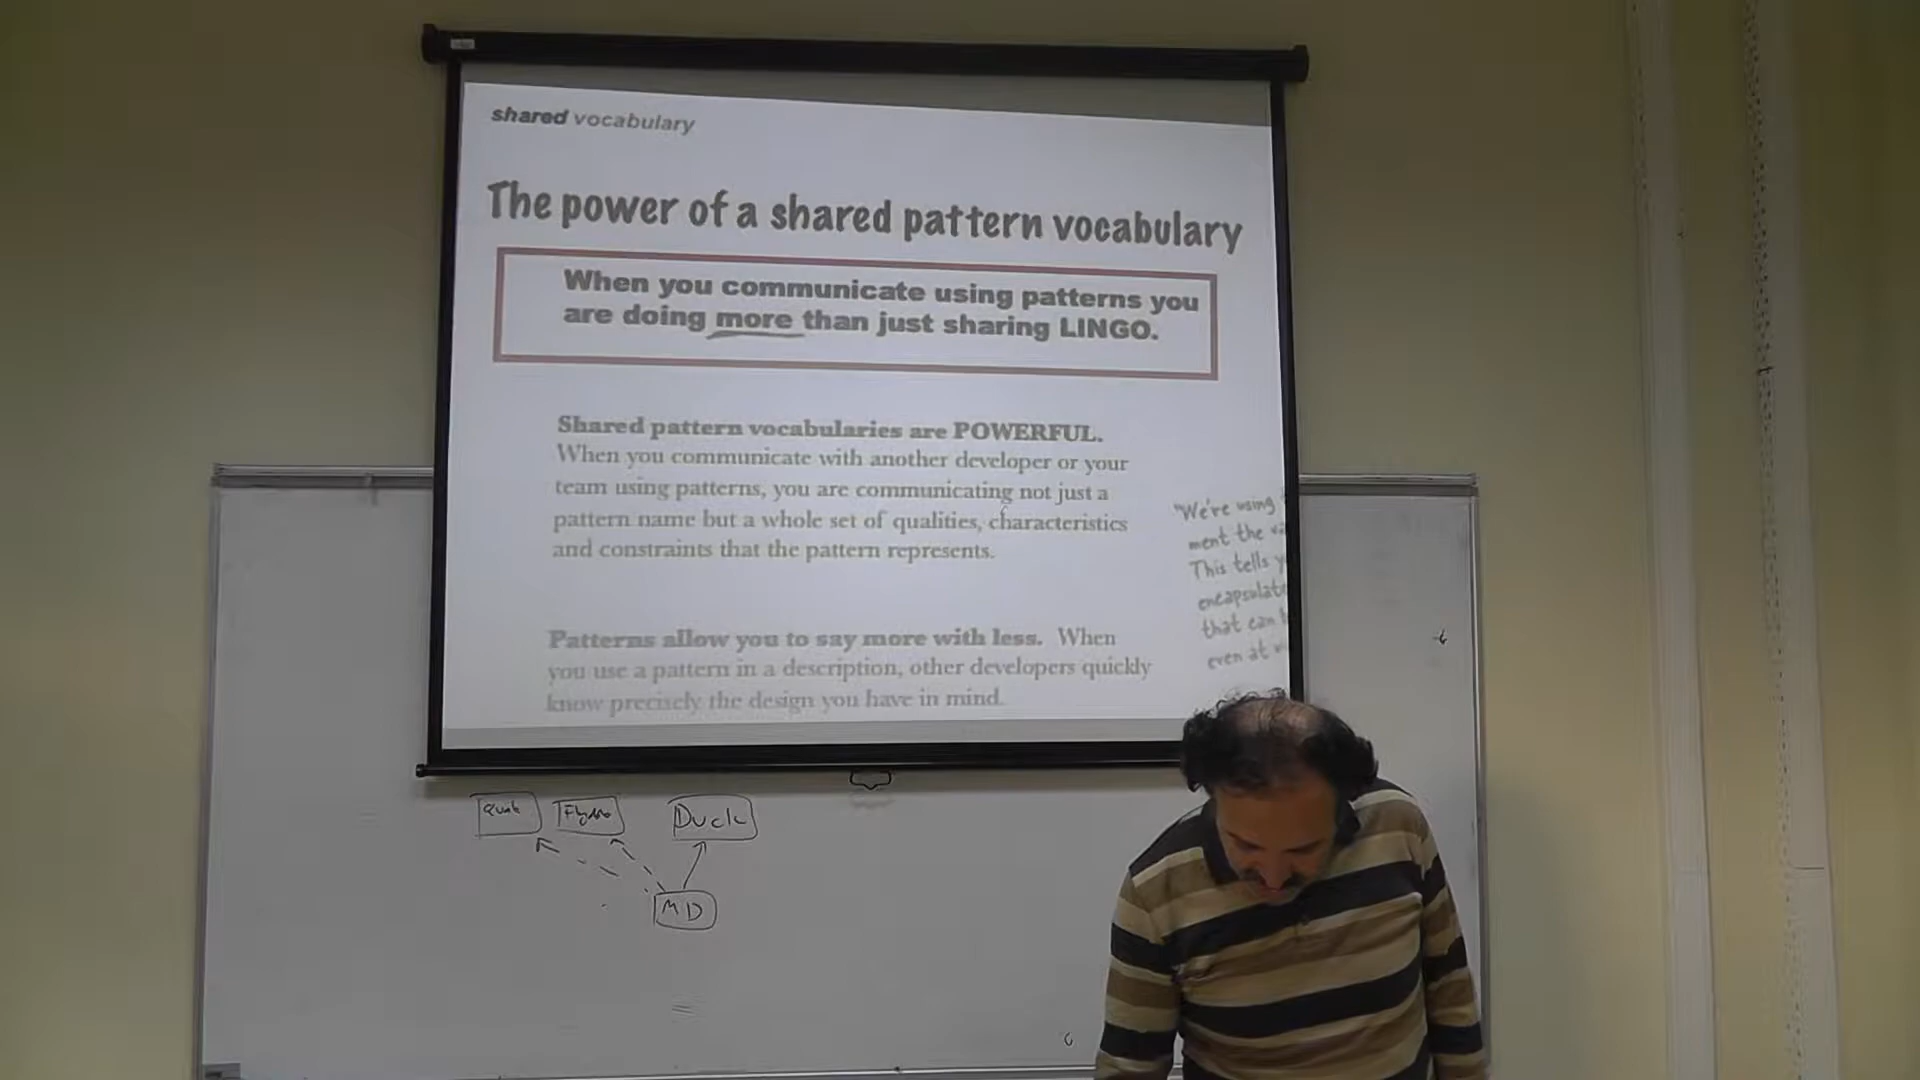 shared vocabulary
The power of a shared pattern vocabulary
When you communicate using patterns you
are doing more than just sharing LINGO.
Shared pattern vocabularies are POWERFUL.
When you communicate with another developer or your
team using patterns, you are communicating not just a
pattern name but a whole set of qualities, characteristics
and constraints that the pattern represents.
"We're using
ment the
This tells
encapsulate
that can
even at
Patterns allow you to say more with less. When
you use a pattern in a description, other developers quickly
know precisely the design you have in mind.
Duck
MD